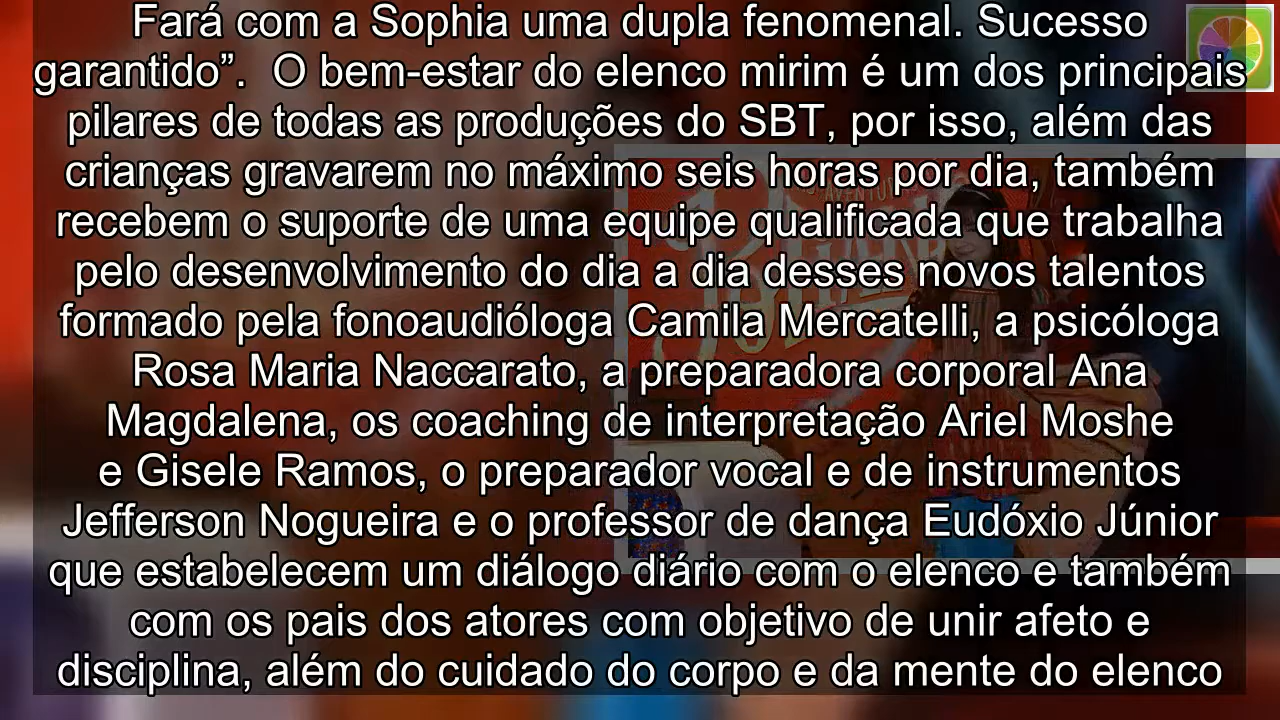 Fará com a Sophia uma dupla fenomenal. Sucesso
garantido”.  O bem-estar do elenco mirim é um dos principais
pilares de todas as produções do SBT, por isso, além das
crianças gravarem no máximo seis horas por dia, também
recebem o suporte de uma equipe qualificada que trabalha
pelo desenvolvimento do dia a dia desses novos talentos
formado pela fonoaudióloga Camila Mercatelli, a psicóloga
Rosa Maria Naccarato, a preparadora corporal Ana
Magdalena, os coaching de interpretação Ariel Moshe
e Gisele Ramos, o preparador vocal e de instrumentos
Jefferson Nogueira e o professor de dança Eudóxio Júnior
que estabelecem um diálogo diário com o elenco e também
com os pais dos atores com objetivo de unir afeto e
disciplina, além do cuidado do corpo e da mente do elenco